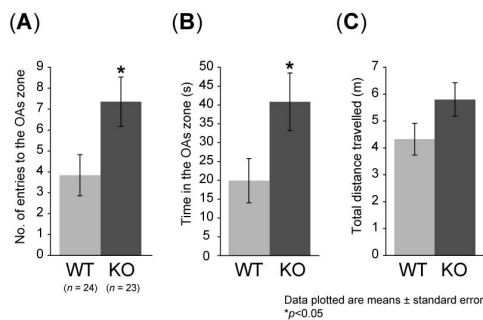 (A)
(B)
(C)
No. of entries to the OAs zone
9
8
7
6
5
4
3
2
1
0
*
WT
KO
(n = 24)
(n = 23)
Time in the OAs zone (s)
50
45
40
35
30
25
20
15
10
5
0
*
WT
KO
Total distance travelled (m)
7
6
5
4
3
2
1
0
WT
KO
Data plotted are means ± standard error
*p<0.05